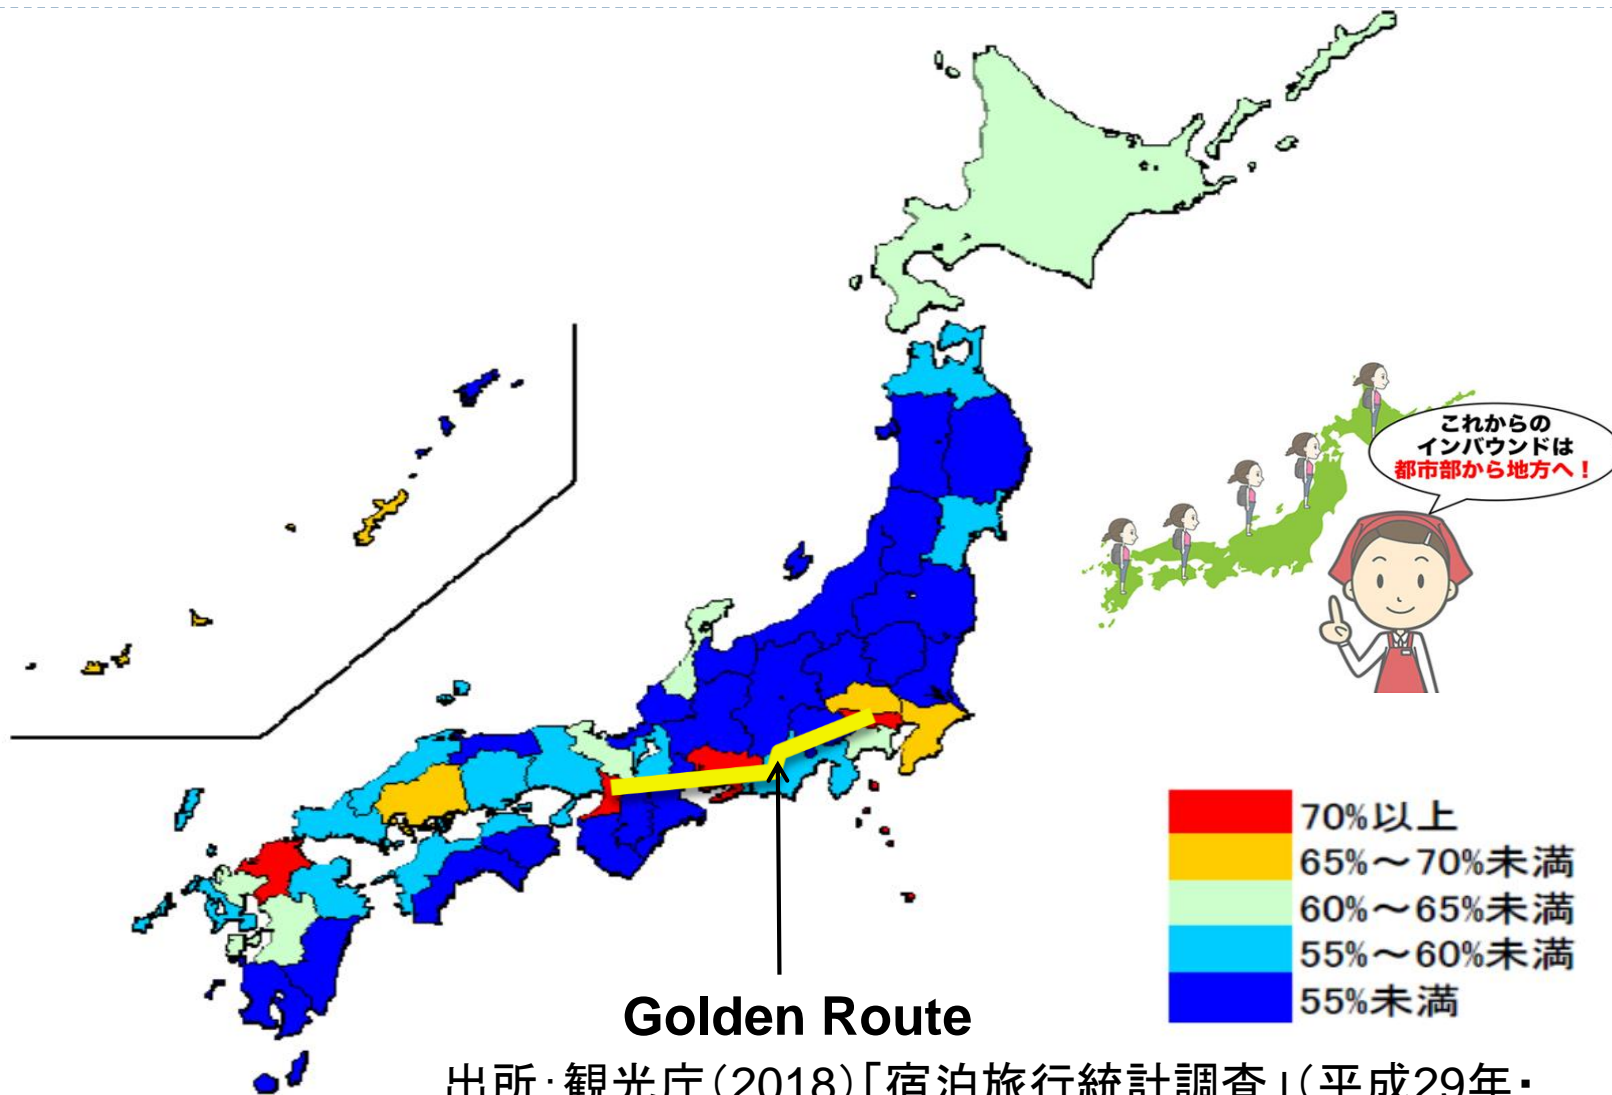 これからの
インバウンドは
都市部から地方へ！
70%以上
65%～70%未満
60%～65%未満
55%～60%未満
55%未満
Golden Route
出所：観光庁（2018）「宿泊旅行統計調査」（平成29年・